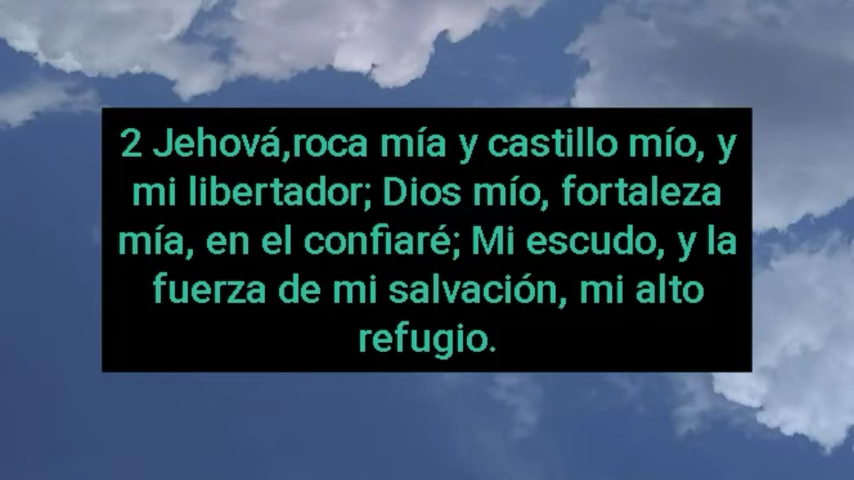 2 Jehová,roca mía y castillo mío, y
mi libertador; Dios mío, fortaleza
mía, en el confiaré; Mi escudo, y la
fuerza de mi salvación, mi alto
refugio.